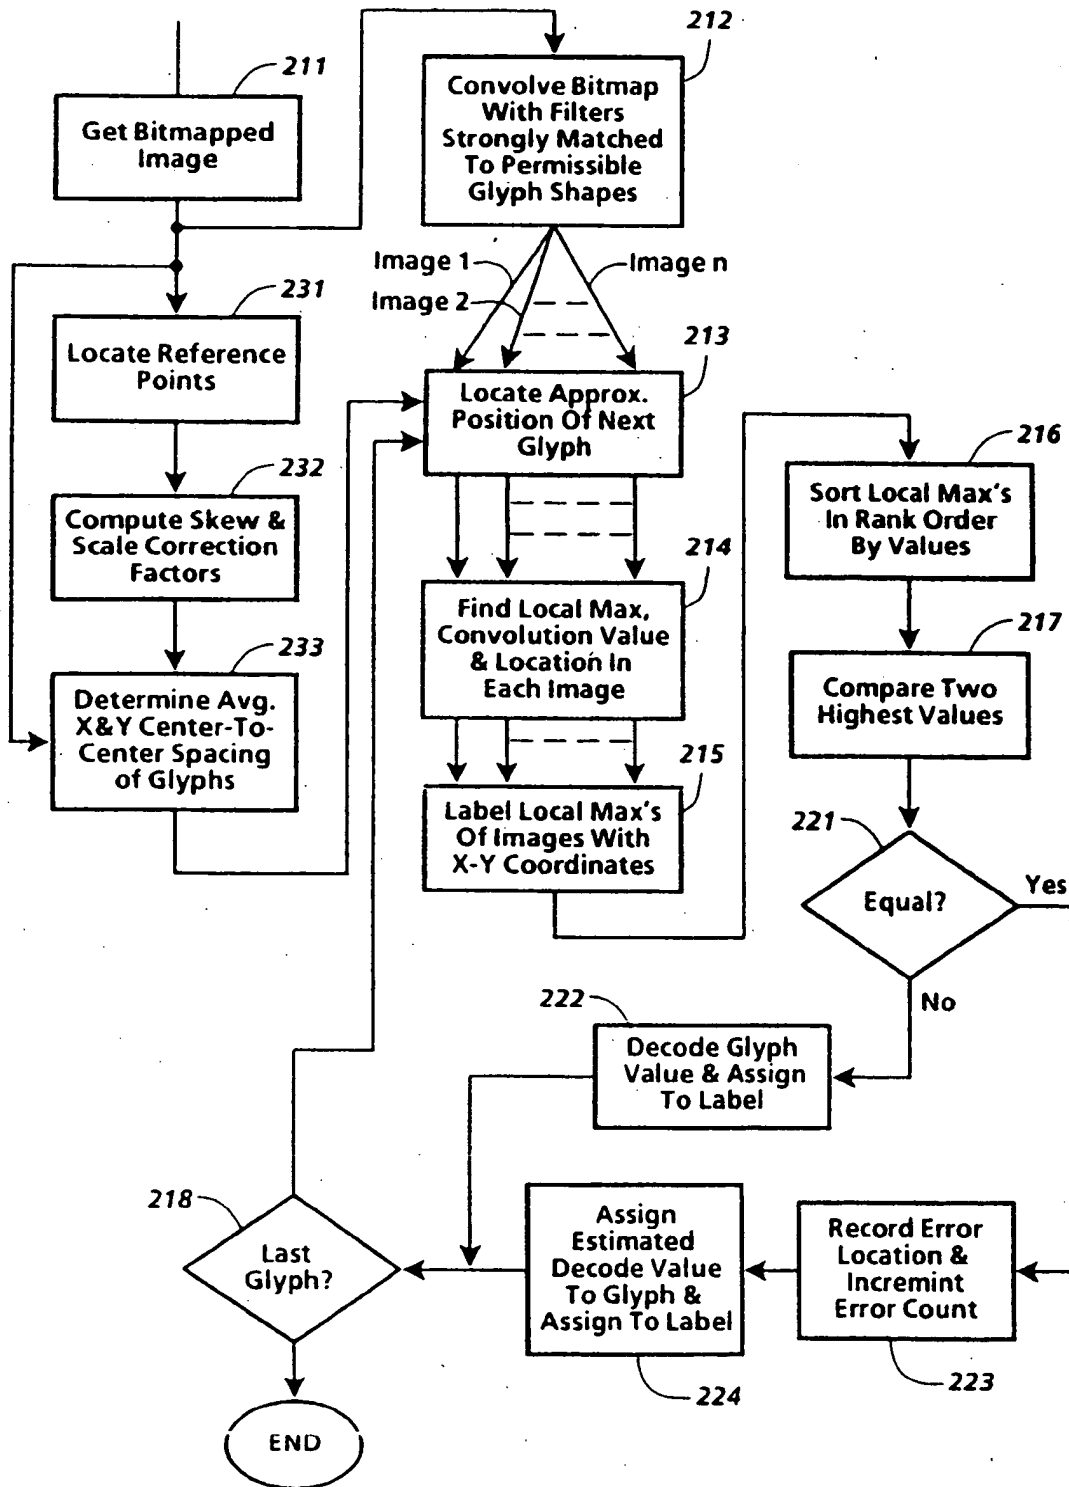 211
Get Bitmapped
Image
212
Convolve Bitmap
With Filters
Strongly Matched
To Permissible
Glyph Shapes
Image 1
Image 2
Image n
231
Locate Reference
Points
232
Compute Skew &
Scale Correction
Factors
233
Determine Avg.
X&Y Center-To-
Center Spacing
of Glyphs
213
Locate Approx.
Position Of Next
Glyph
214
Find Local Max,
Convolution Value
& Location In
Each Image
215
Label Local Max's
Of Images With
X-Y Coordinates
216
Sort Local Max's
In Rank Order
By Values
217
Compare Two
Highest Values
221
Equal?
Yes
No
222
Decode Glyph
Value & Assign
To Label
218
Last
Glyph?
Assign
Estimated
Decode Value
To Glyph &
Assign To Label
224
Record Error
Location &
Incremint
Error Count
223
END